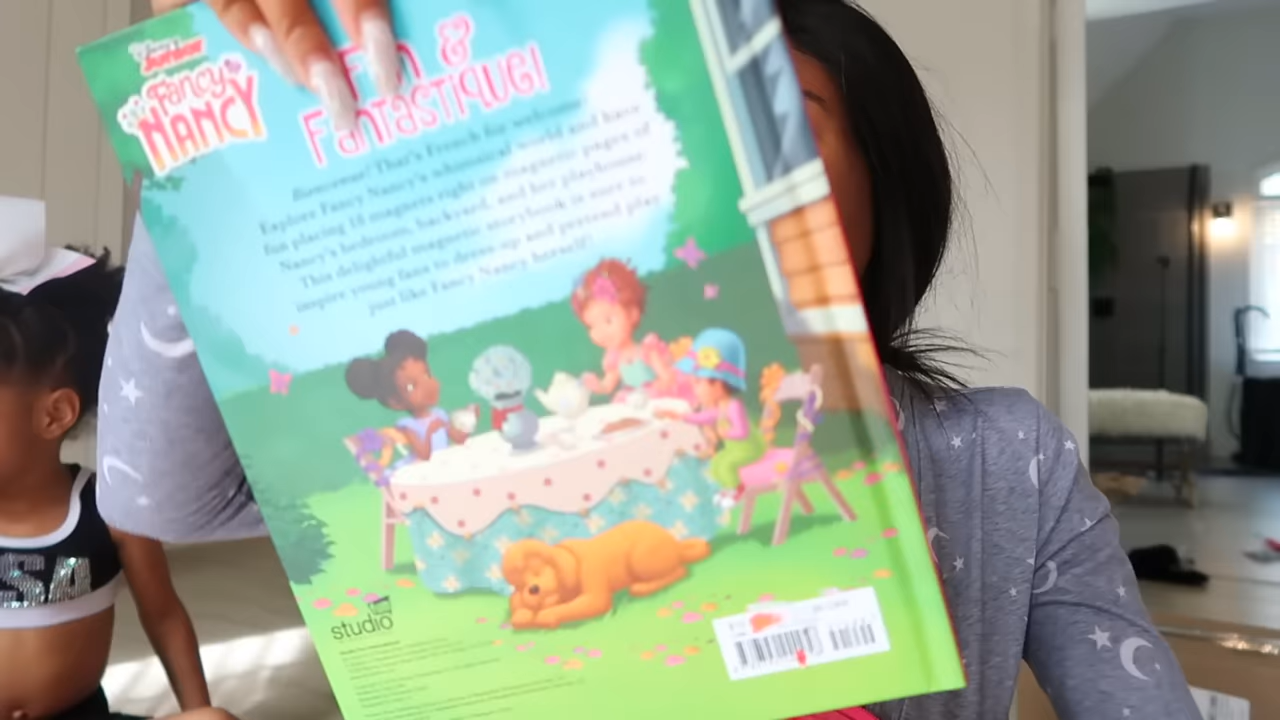 Disney Junior
Fancy
NANCY
Fun &
FANTASTIQUE!
Bienvenue! That's French for welcome!
Explore Fancy Nancy's whimsical world and have
fun placing 18 magnets right on magnetic pages of
Nancy's bedroom, backyard, and her playhouse.
This delightful magnetic storybook is sure to
inspire young fans to dress-up and pretend play
just like Fancy Nancy herself!
studio
SA